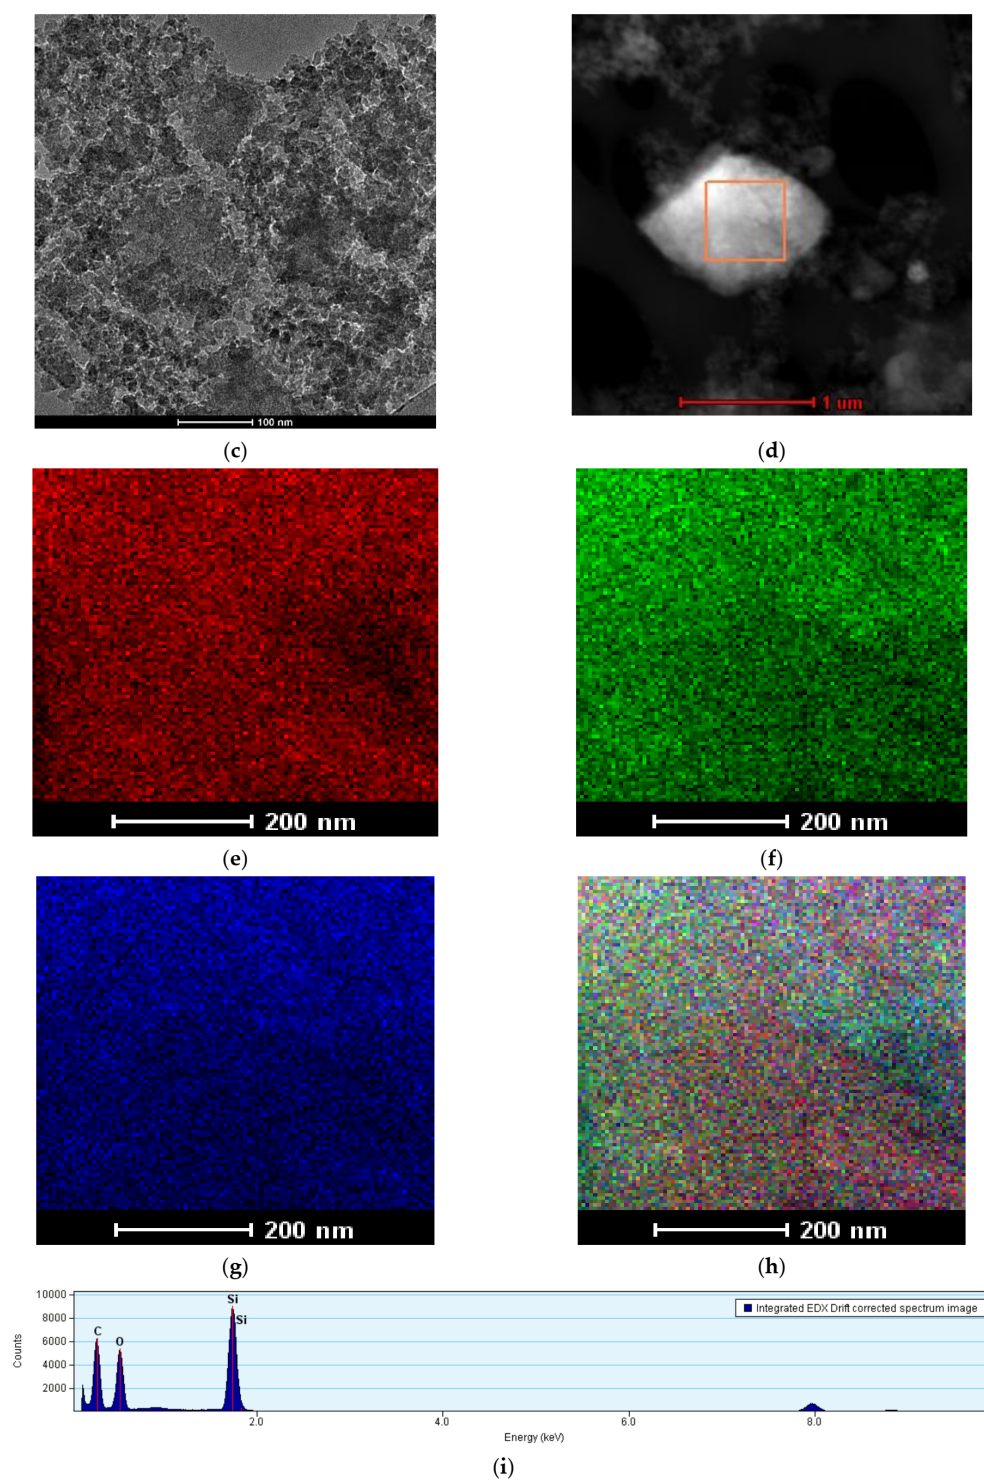 100 nm
1 um
(c)
(d)
200 nm
200 nm
(e)
(f)
200 nm
200 nm
(g)
(h)
10000
8000
6000
4000
2000
Counts
C
O
Si
Si
Integrated EDX Drift corrected spectrum image
2.0
4.0
6.0
8.0
Energy (keV)
(i)